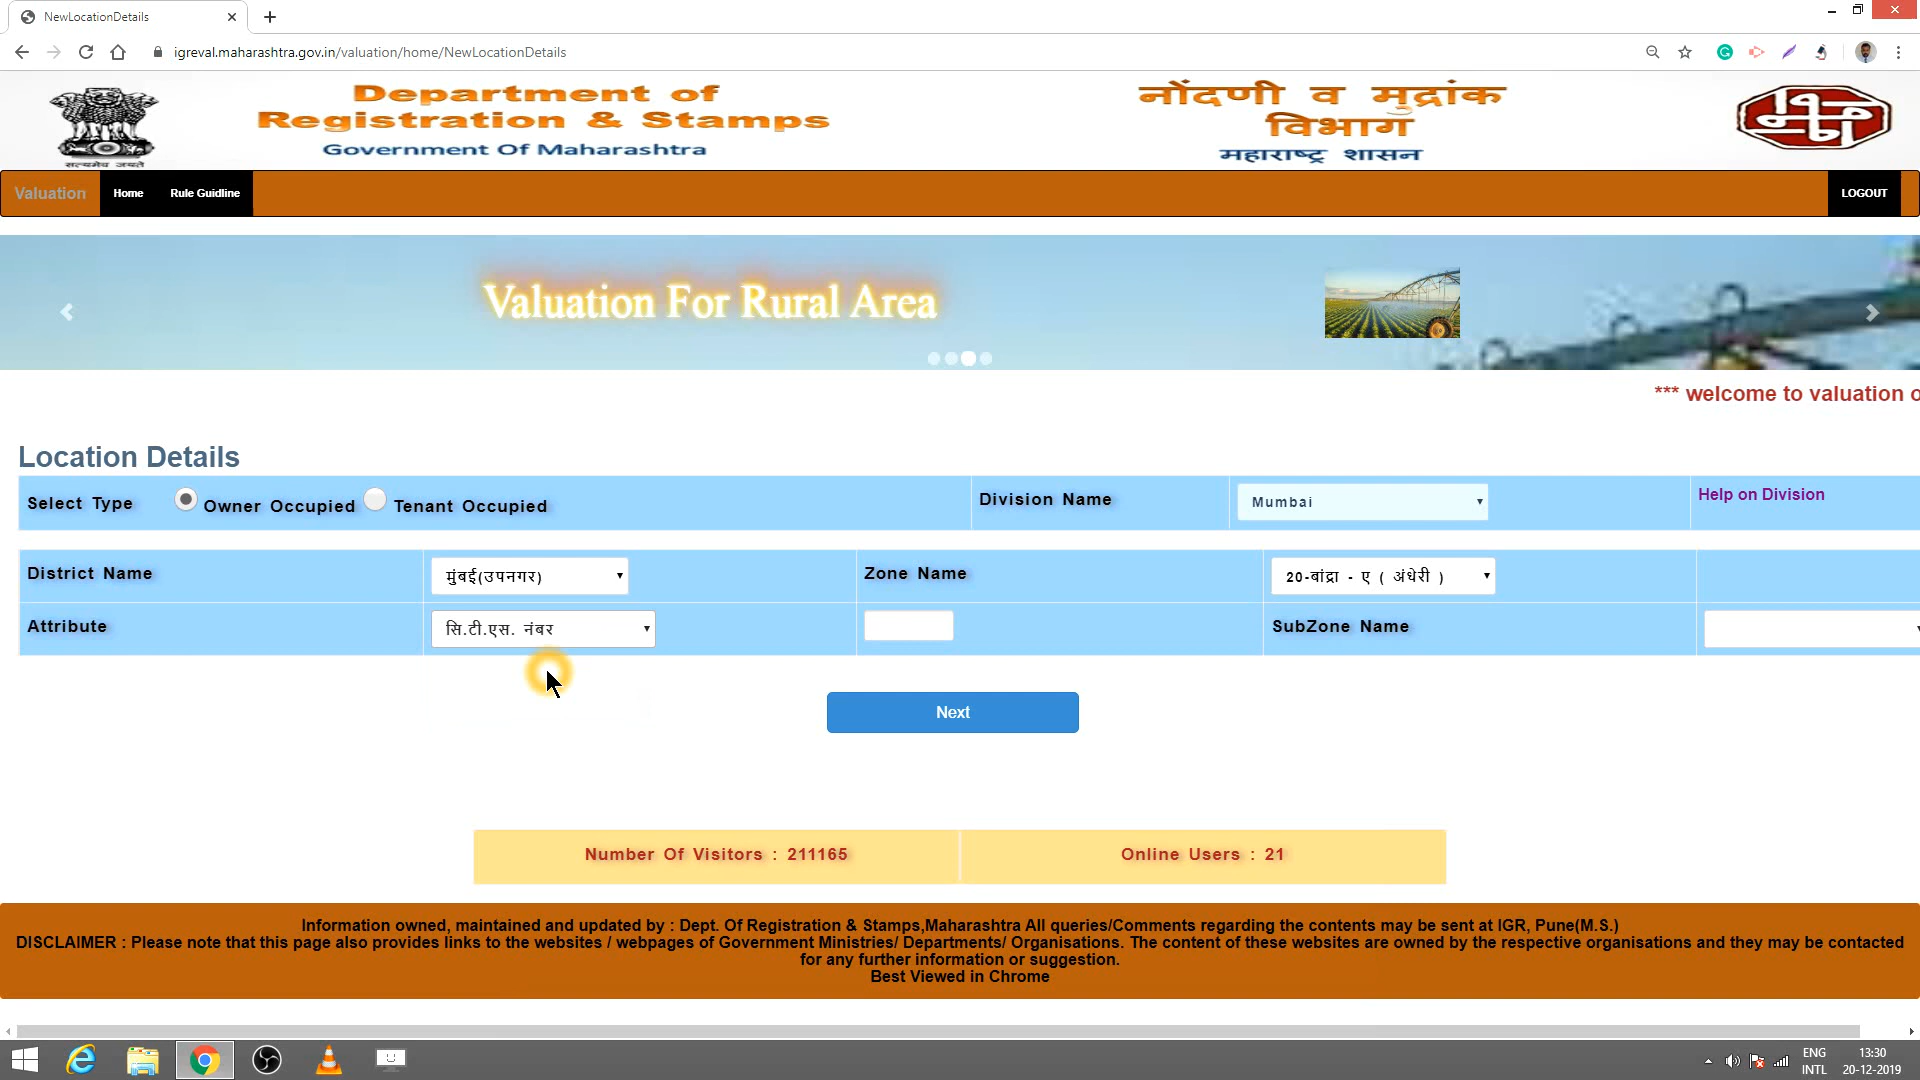 NewLocationDetails
igreval.maharashtra.gov.in/valuation/home/NewLocationDetails
Department of
Registration & Stamps
Government Of Maharashtra
नोंदणी व मुद्रांक
विभाग
महाराष्ट्र शासन
सत्यमेव जयते
Valuation Home Rule Guidline LOGOUT
Valuation For Rural Area
*** welcome to valuation o
Location Details
Select Type Owner Occupied Tenant Occupied Division Name Mumbai Help on Division
District Name मुंबई(उपनगर) Zone Name 20-बांद्रा - ए ( अंधेरी )
Attribute सि.टी.एस. नंबर SubZone Name
Next
Number Of Visitors : 211165 Online Users : 21
Information owned, maintained and updated by : Dept. Of Registration & Stamps,Maharashtra All queries/Comments regarding the contents may be sent at IGR, Pune(M.S.)
DISCLAIMER : Please note that this page also provides links to the websites / webpages of Government Ministries/ Departments/ Organisations. The content of these websites are owned by the respective organisations and they may be contacted
for any further information or suggestion.
Best Viewed in Chrome
ENG 13:30
INTL 20-12-2019